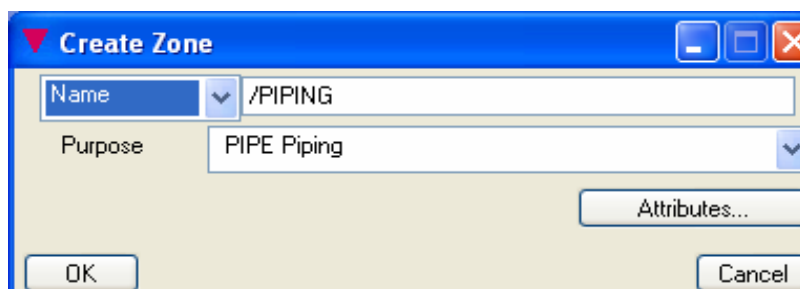 Create Zone
Name /PIPING
Purpose PIPE Piping
Attributes...
OK Cancel